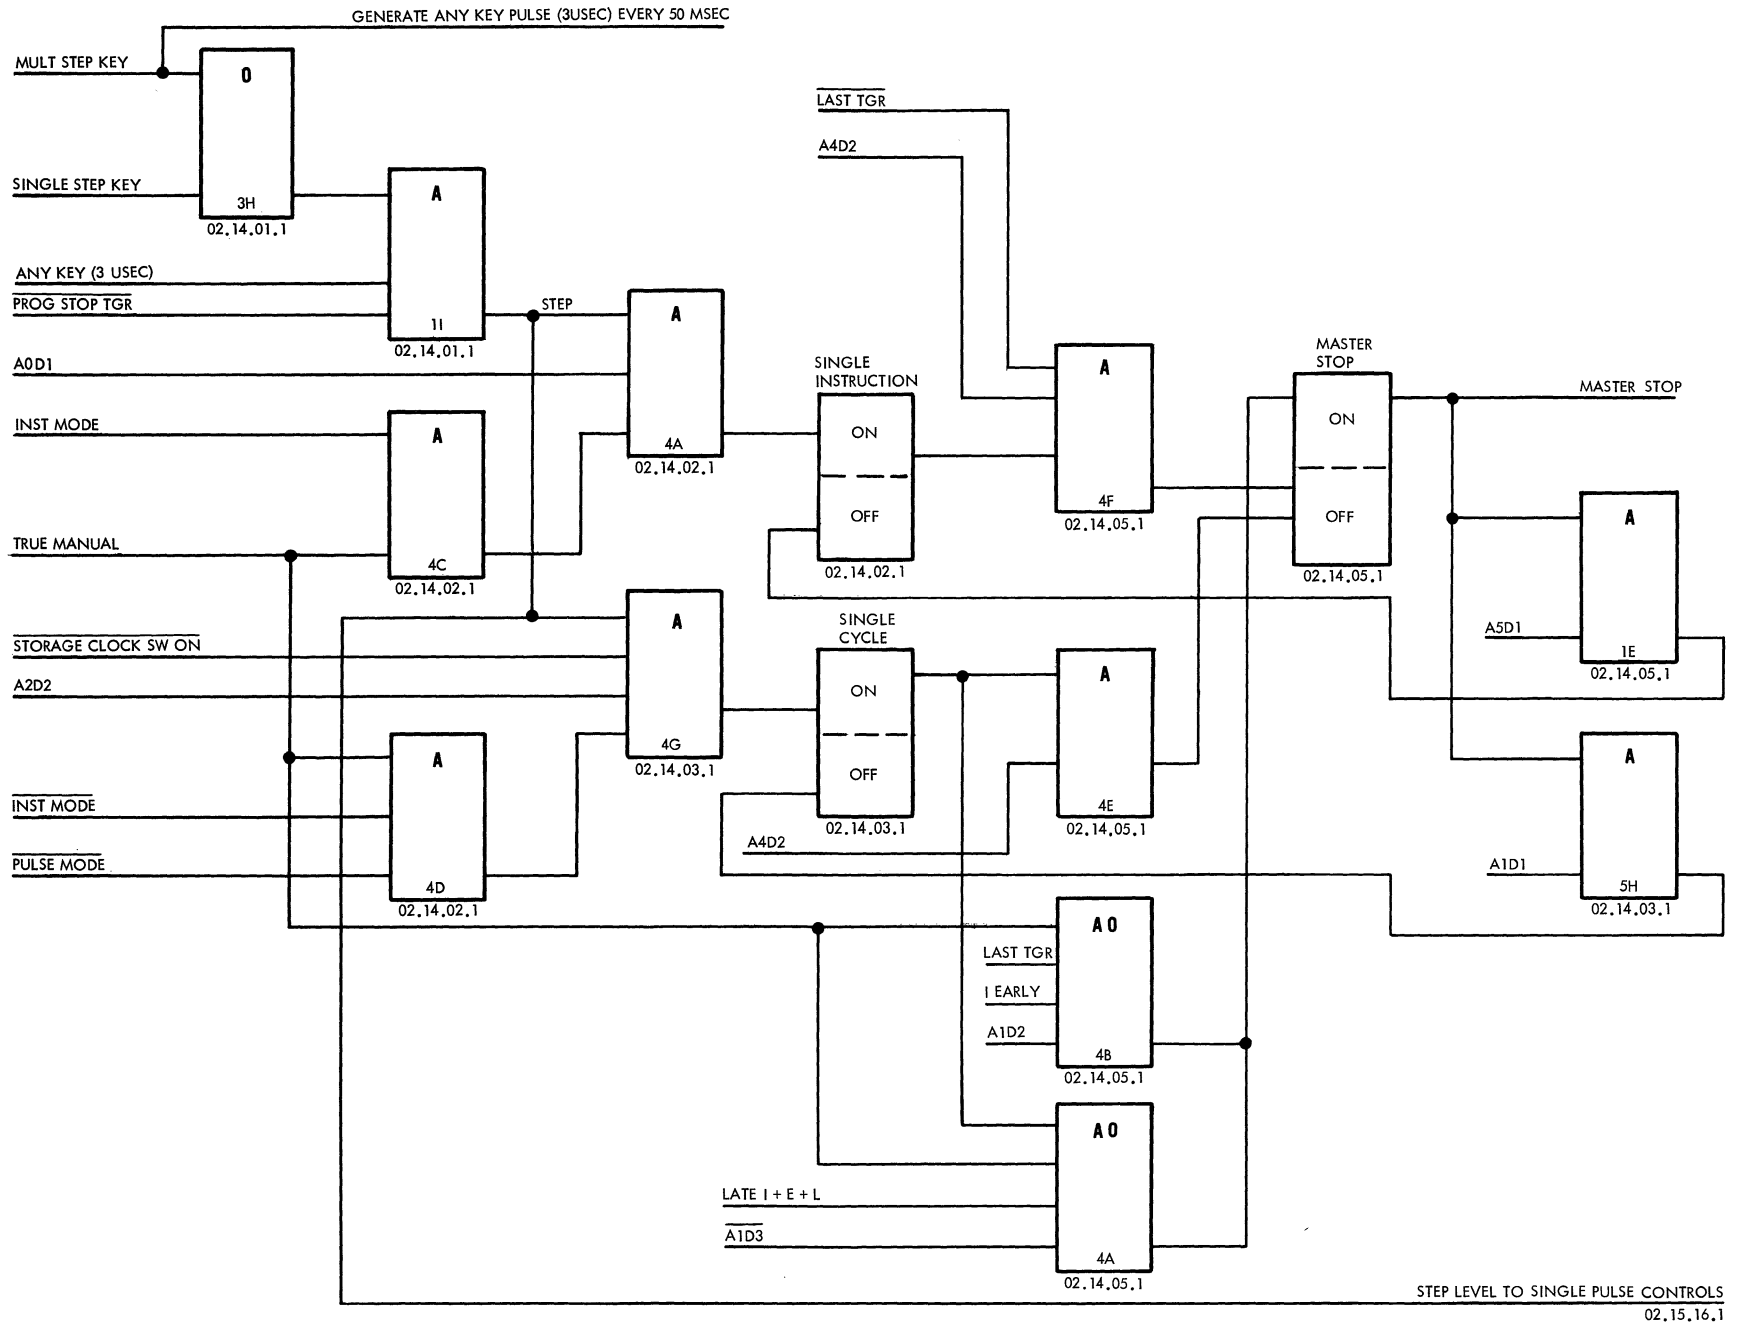 GENERATE ANY KEY PULSE (3USEC) EVERY 50 MSEC
MULT STEP KEY
O
SINGLE STEP KEY
3H
02.14.01.1
A
ANY KEY (3 USEC)
PROG STOP TGR
1I
02.14.01.1
STEP
A0D1
A
4A
02.14.02.1
INST MODE
A
TRUE MANUAL
4C
02.14.02.1
LAST TGR
A4D2
SINGLE
INSTRUCTION
ON
OFF
02.14.02.1
A
4F
02.14.05.1
MASTER
STOP
ON
OFF
02.14.05.1
MASTER STOP
A
A5D1
1E
02.14.05.1
STORAGE CLOCK SW ON
A2D2
A
4G
02.14.03.1
A
INST MODE
PULSE MODE
4D
02.14.02.1
SINGLE
CYCLE
ON
OFF
02.14.03.1
A4D2
A
4E
02.14.05.1
A
A1D1
5H
02.14.03.1
A O
LAST TGR
I EARLY
A1D2
4B
02.14.05.1
A O
LATE I + E + L
A1D3
4A
02.14.05.1
STEP LEVEL TO SINGLE PULSE CONTROLS
02.15.16.1